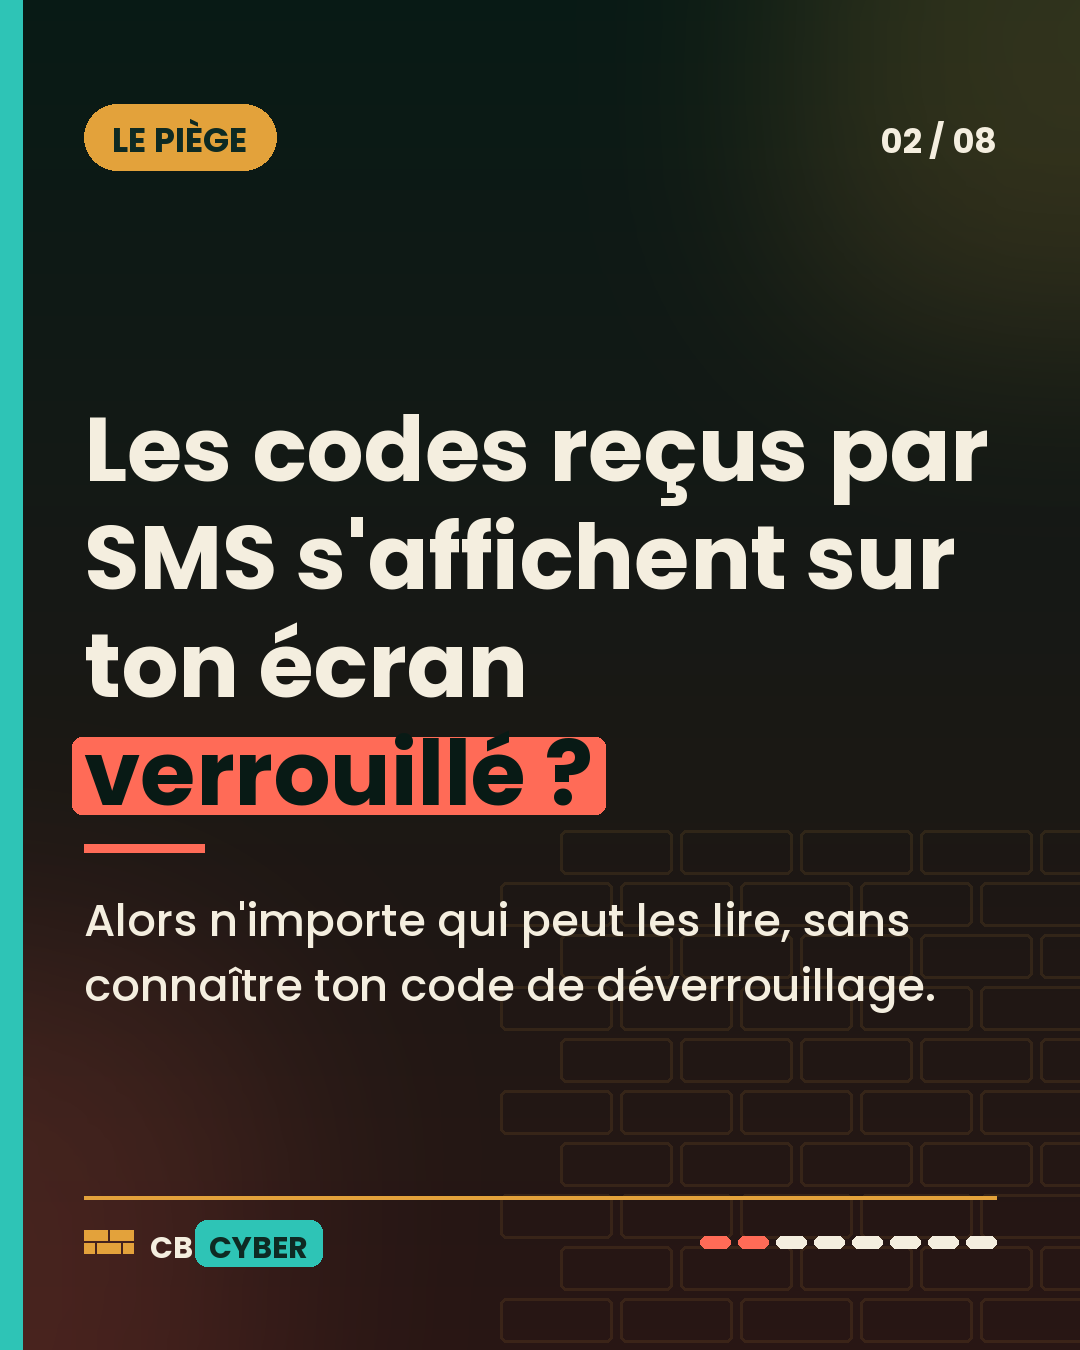 LE PIÈGE
02 / 08
Les codes reçus par
SMS s'affichent sur
ton écran
verrouillé ?
Alors n'importe qui peut les lire, sans
connaître ton code de déverrouillage.
CB CYBER